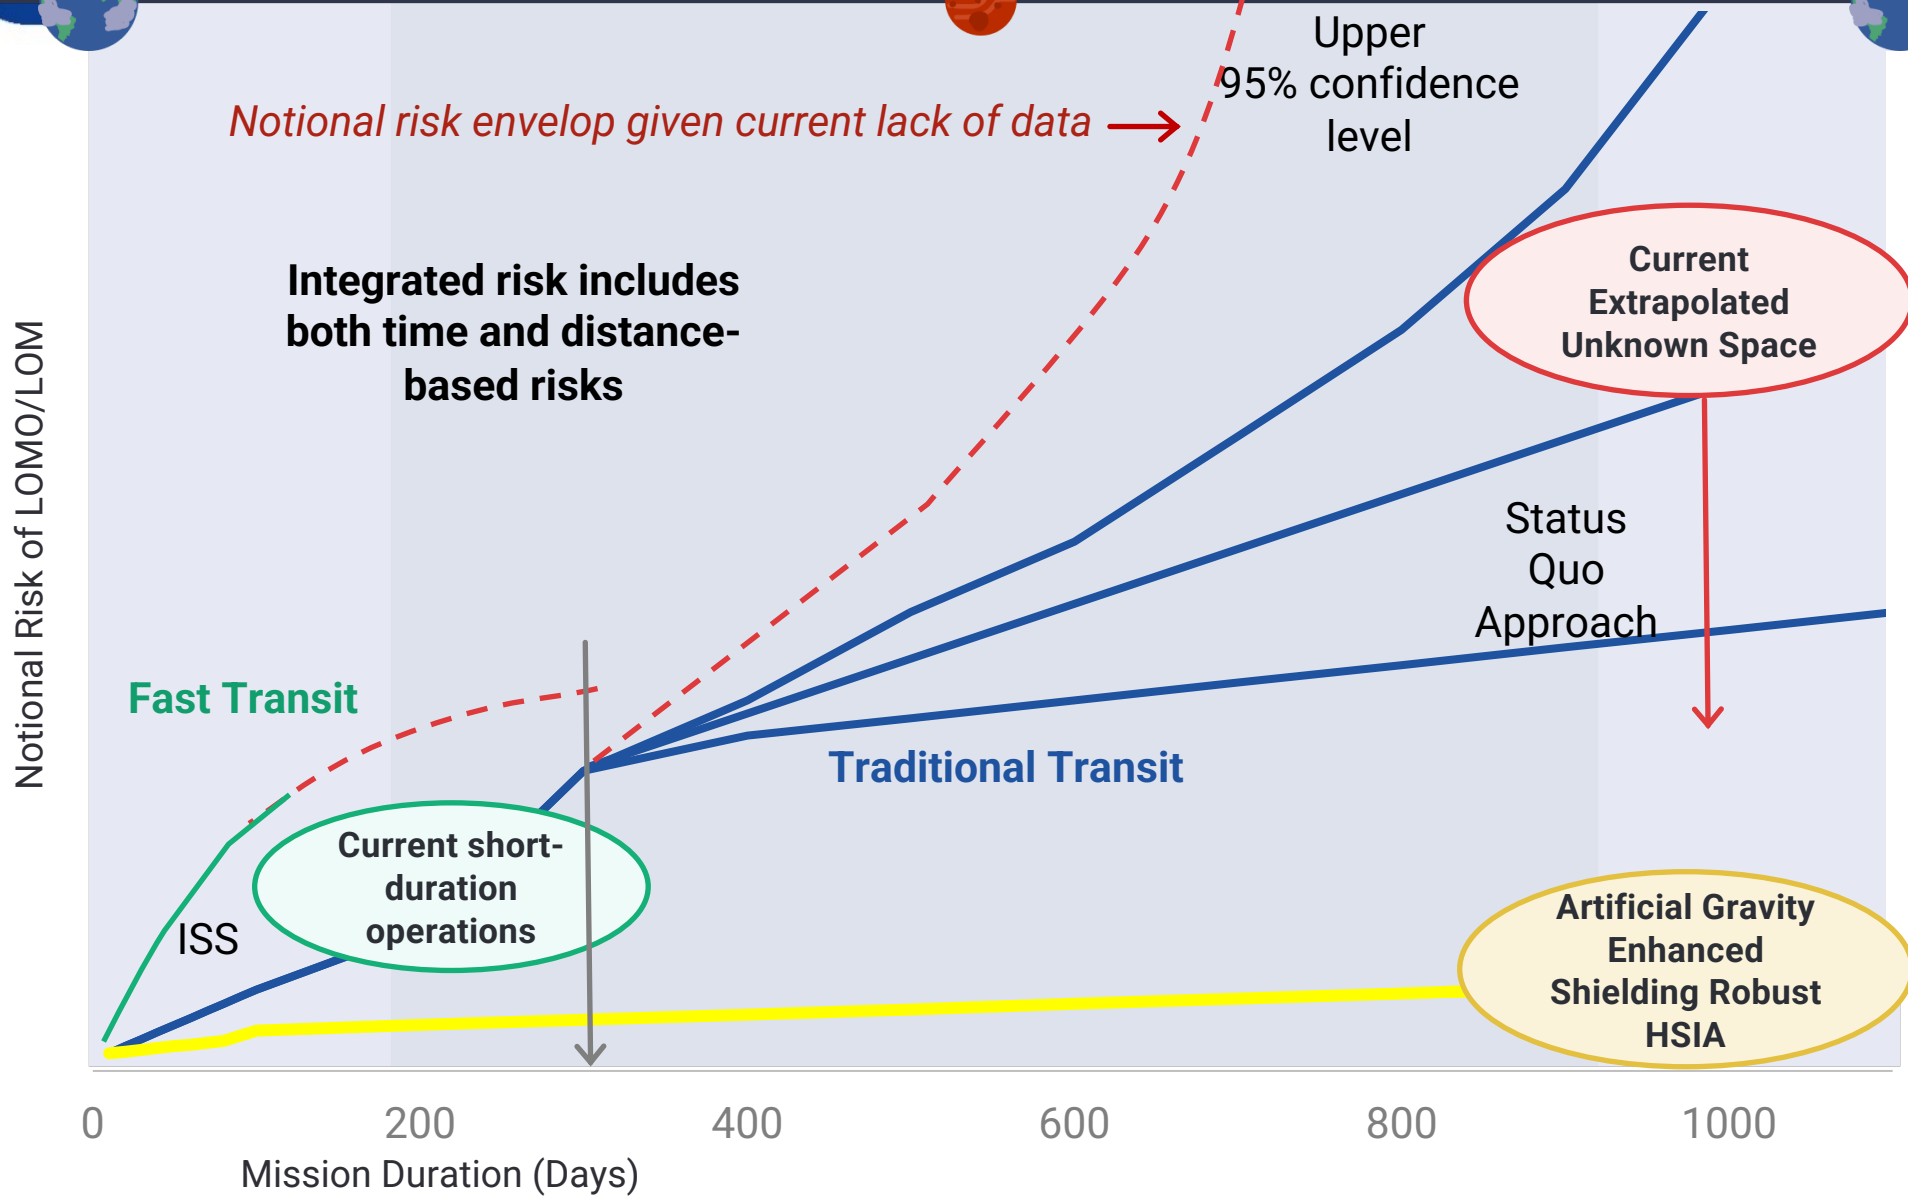 Upper
95% confidence
level
Notional risk envelop given current lack of data
Integrated risk includes
both time and distance-
based risks
Current
Extrapolated
Unknown Space
Notional Risk of LOMO/LOM
Status
Quo
Approach
Fast Transit
Traditional Transit
Current short-
duration
operations
ISS
Artificial Gravity
Enhanced
Shielding Robust
HSIA
0 200 400 600 800 1000
Mission Duration (Days)